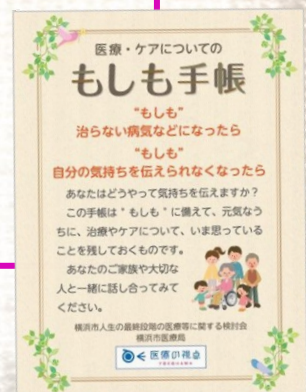 医療・ケアについての
もしも手帳
“もしも”
治らない病気などになったら
“もしも”
自分の気持ちを伝えられなくなったら
あなたはどうやって気持ちを伝えますか？
この手帳は“もしも”に備えて、元気なう
ちに、治療やケアについて、いま思っている
ことを残しておくものです。
あなたのご家族や大切な
人と一緒に話し合ってみて
ください。
横浜市人生の最終段階の医療等に関する検討会
横浜市医療局
医療の視点